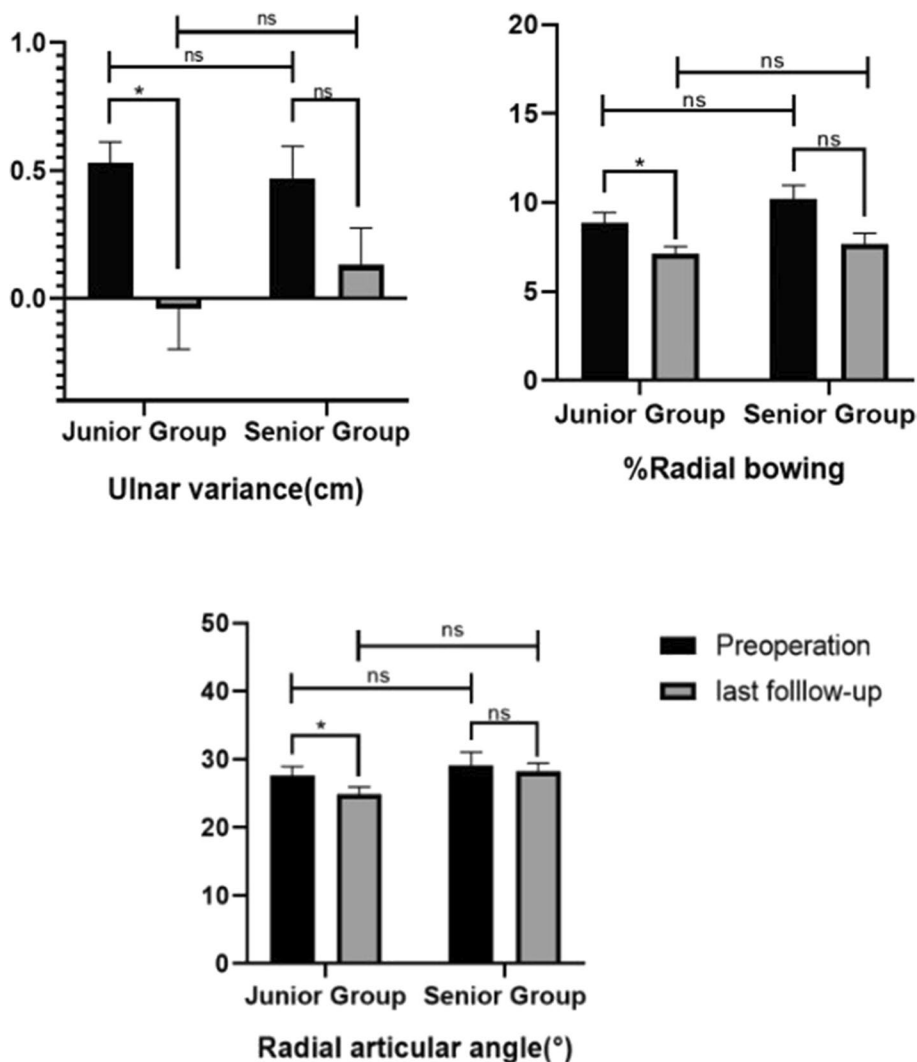 ns
ns
* ns
1.0
0.5
0.0
Junior Group Senior Group
Ulnar variance(cm)
20
15
10
5
0
ns
ns
* ns
Junior Group Senior Group
%Radial bowing
50
40
30
20
10
0
ns
ns
* ns
Junior Group Senior Group
Radial articular angle(°)
Preoperation
last folllow-up